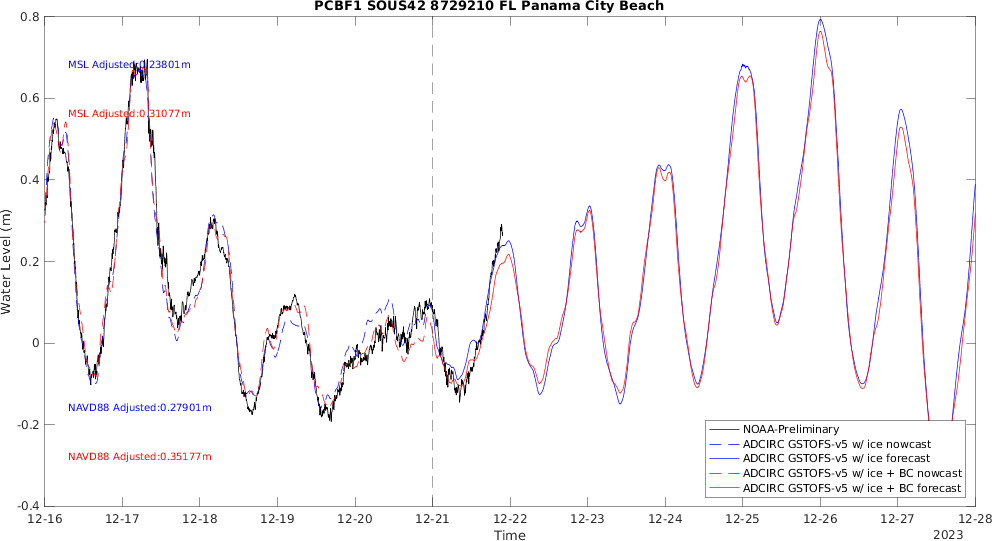 PCBF1 SOUS42 8729210 FL Panama City Beach
0.8
0.6
0.4
0.2
0
-0.2
-0.4
Water Level (m)
MSL Adjusted:0.23801m
MSL Adjusted:0.31077m
NAVD88 Adjusted:0.27901m
NAVD88 Adjusted:0.35177m
NOAA-Preliminary
ADCIRC GSTOFS-v5 w/ ice nowcast
ADCIRC GSTOFS-v5 w/ ice forecast
ADCIRC GSTOFS-v5 w/ ice + BC nowcast
ADCIRC GSTOFS-v5 w/ ice + BC forecast
12-16 12-17 12-18 12-19 12-20 12-21 12-22 12-23 12-24 12-25 12-26 12-27 12-28
Time
2023